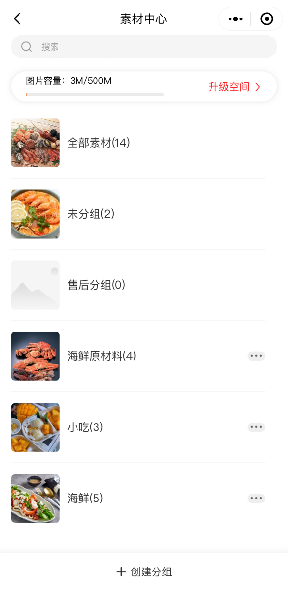 素材中心
搜索
图片容量：3M/500M
升级空间
全部素材(14)
未分组(2)
售后分组(0)
海鲜原材料(4)
小吃(3)
海鲜(5)
创建分组